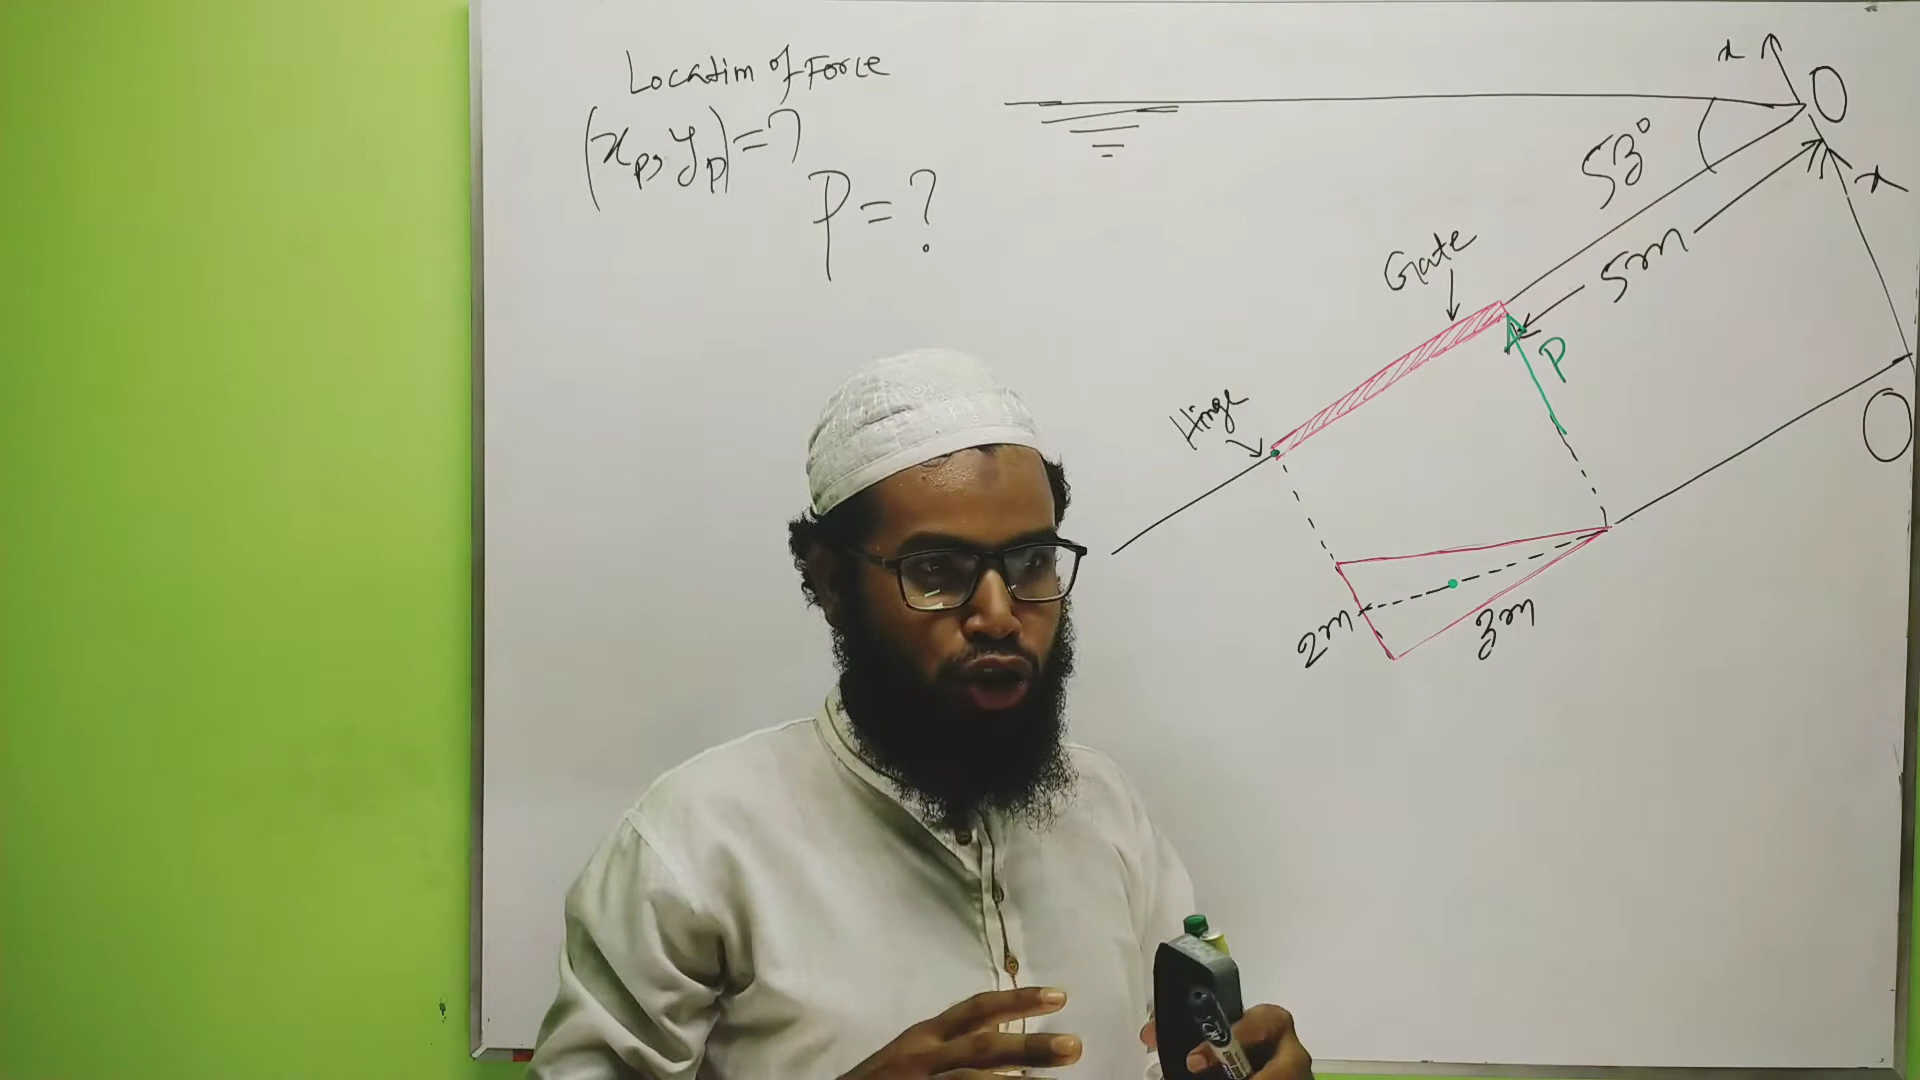 Location of Force
(xp, yp) = ?
P = ?
x
O
53°
x
5m
Gate
P
Hinge
O
2m
3m